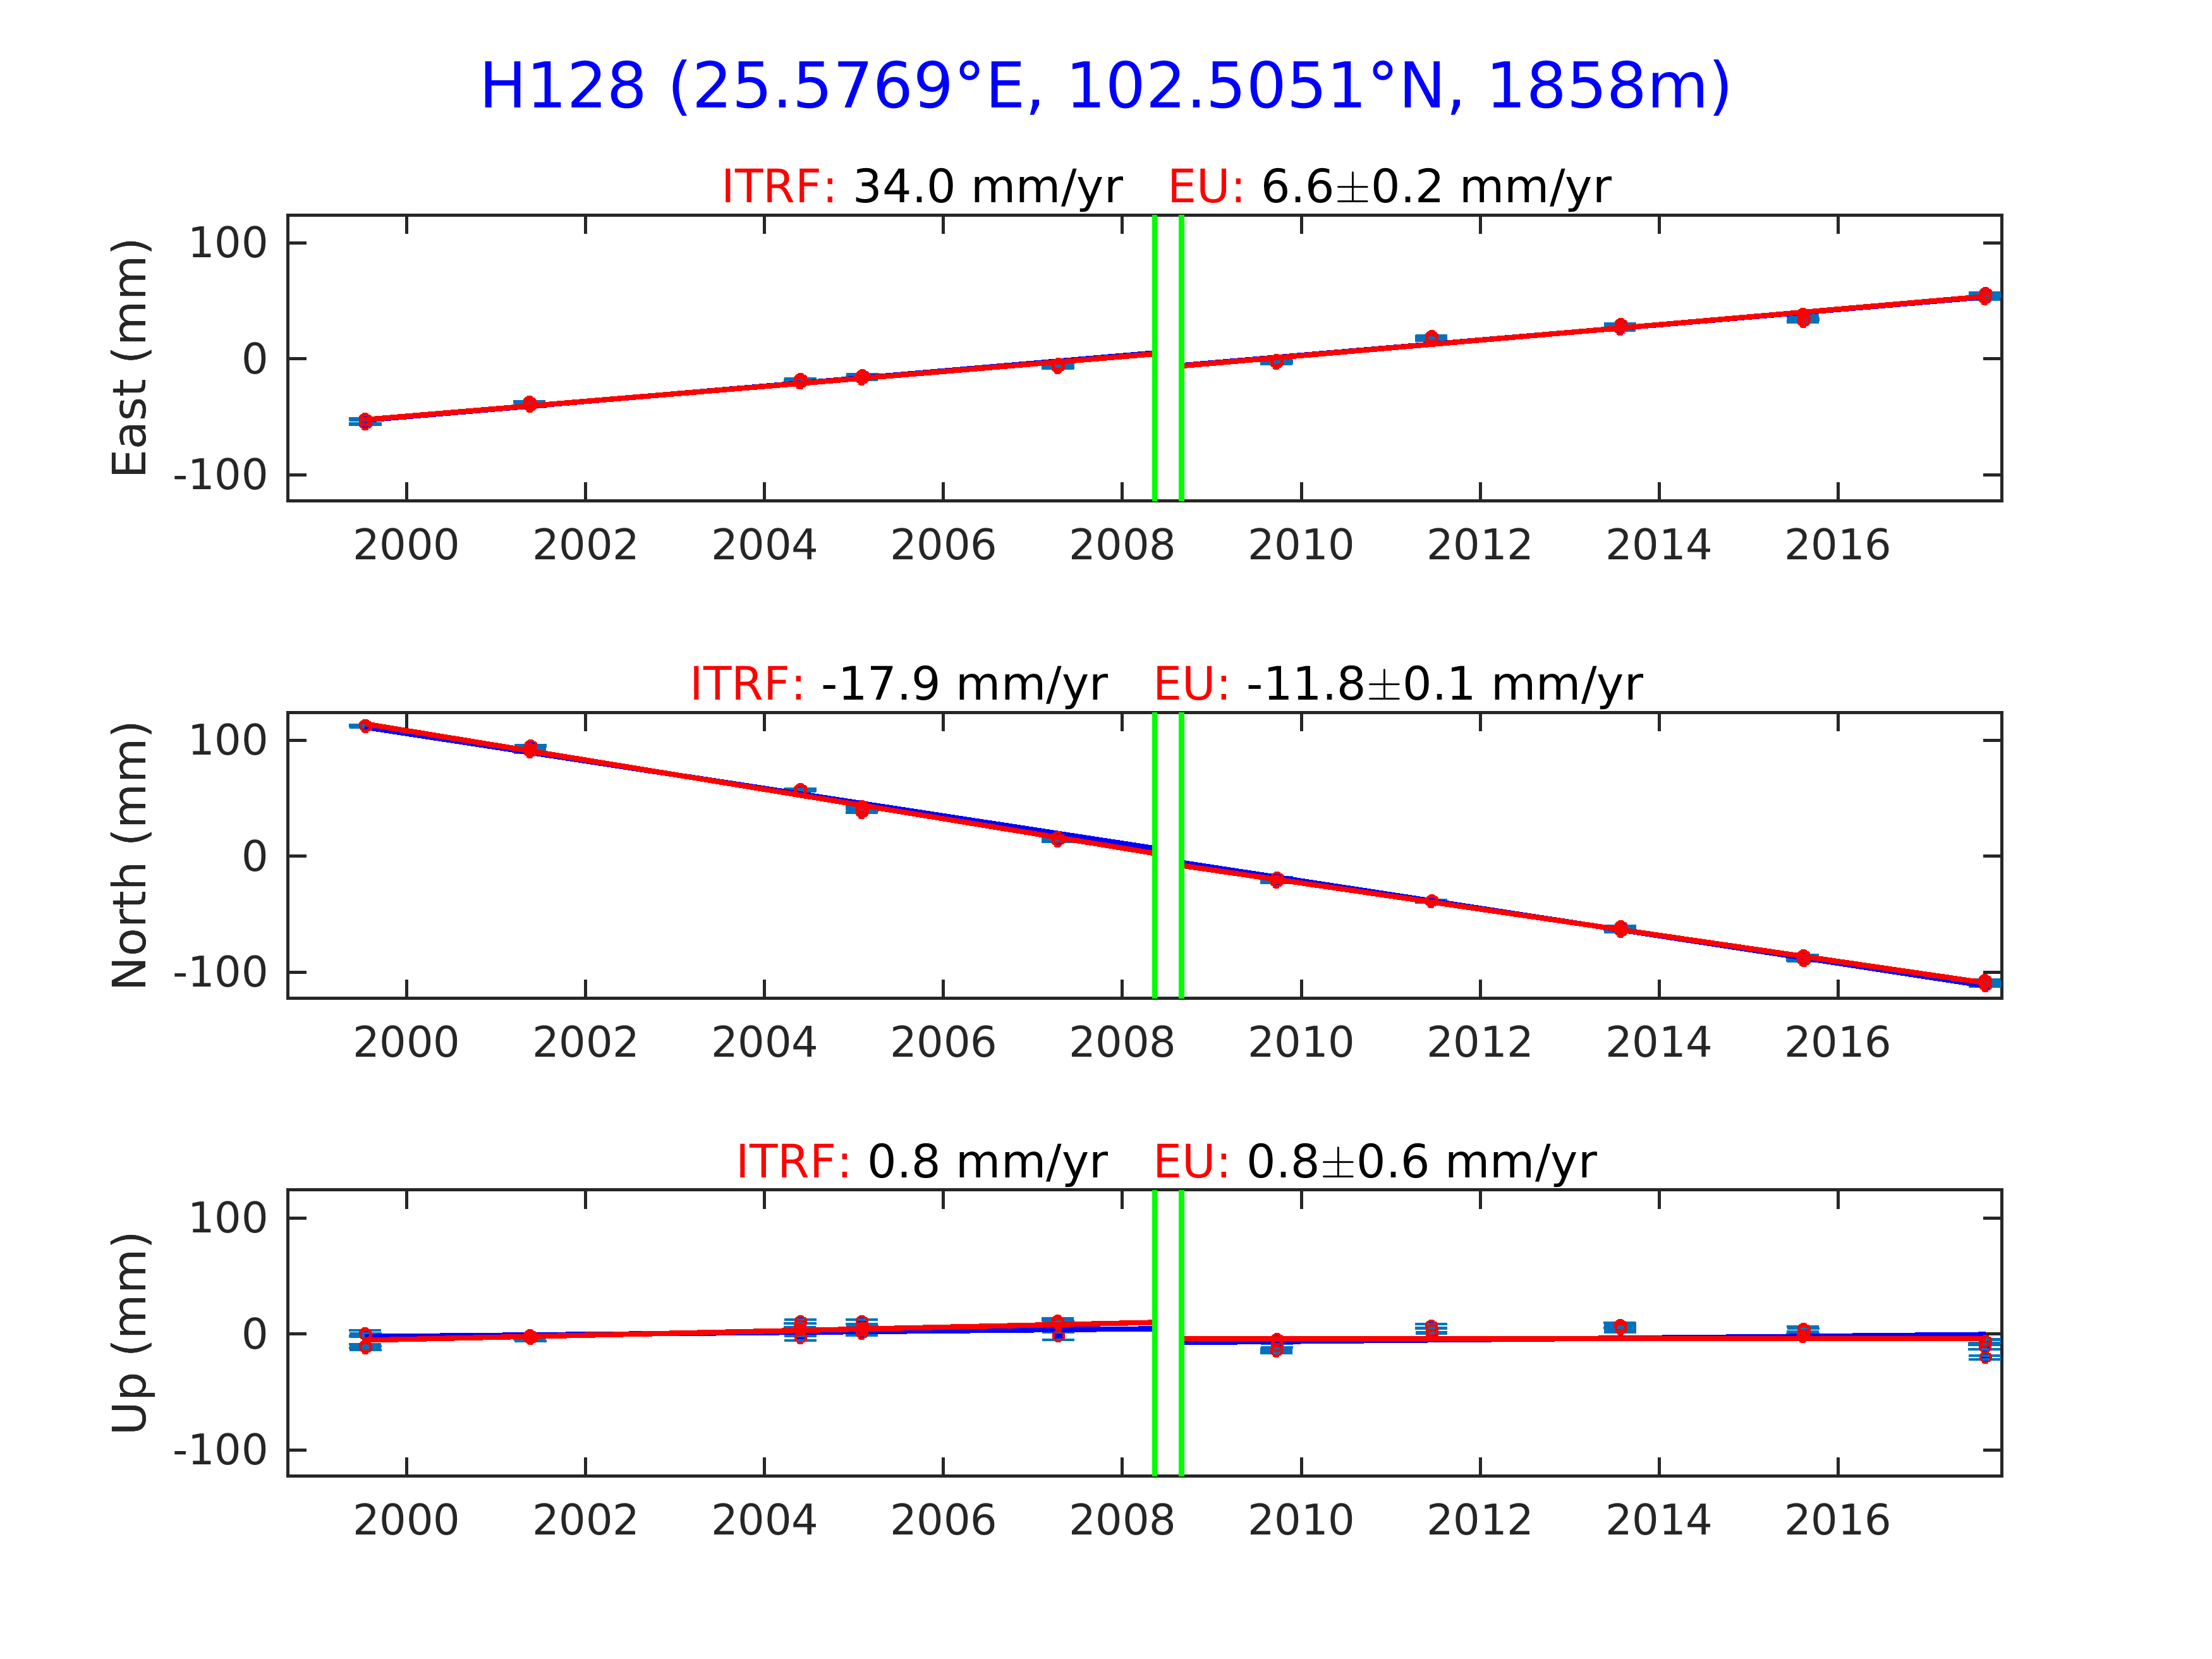 H128 (25.5769°E, 102.5051°N, 1858m)
ITRF: 34.0 mm/yr EU: 6.6±0.2 mm/yr
East (mm)
100
0
-100
2000 2002 2004 2006 2008 2010 2012 2014 2016
ITRF: -17.9 mm/yr EU: -11.8±0.1 mm/yr
North (mm)
100
0
-100
2000 2002 2004 2006 2008 2010 2012 2014 2016
ITRF: 0.8 mm/yr EU: 0.8±0.6 mm/yr
Up (mm)
100
0
-100
2000 2002 2004 2006 2008 2010 2012 2014 2016